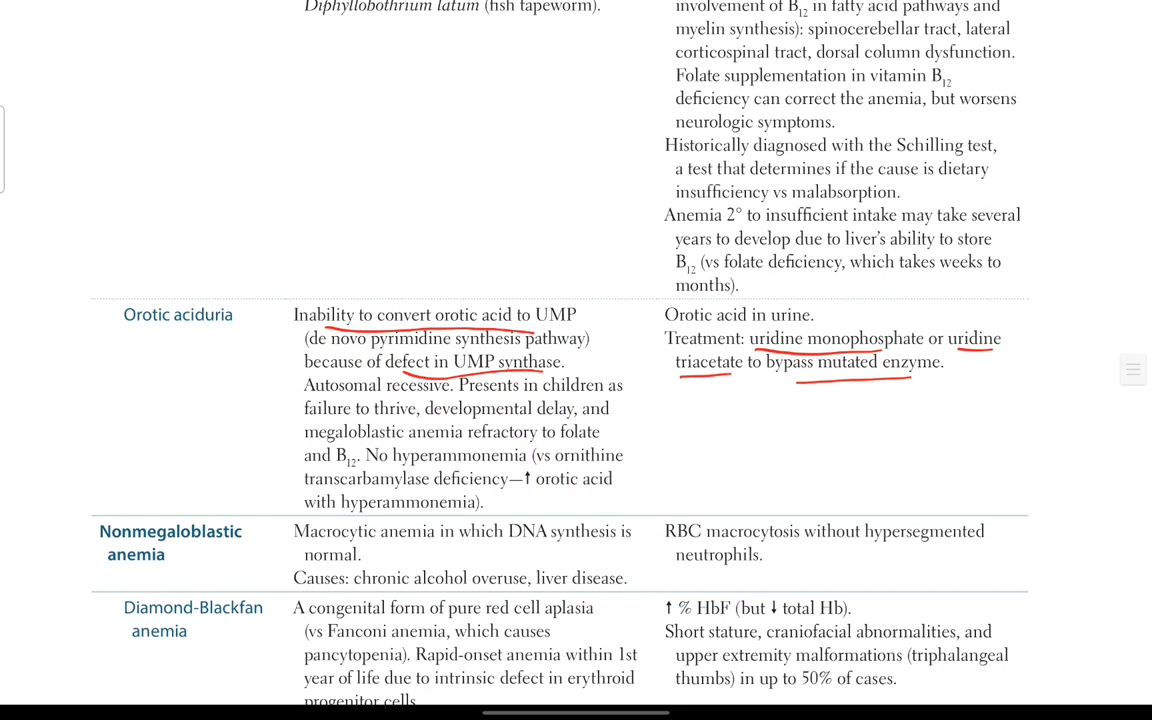 Diphyllobothrium latum (fish tapeworm).
involvement of B12 in fatty acid pathways and
myelin synthesis): spinocerebellar tract, lateral
corticospinal tract, dorsal column dysfunction.
Folate supplementation in vitamin B12
deficiency can correct the anemia, but worsens
neurologic symptoms.
Historically diagnosed with the Schilling test,
a test that determines if the cause is dietary
insufficiency vs malabsorption.
Anemia 2° to insufficient intake may take several
years to develop due to liver's ability to store
B12 (vs folate deficiency, which takes weeks to
months).
Orotic aciduria
Inability to convert orotic acid to UMP
(de novo pyrimidine synthesis pathway)
because of defect in UMP synthase.
Autosomal recessive. Presents in children as
failure to thrive, developmental delay, and
megaloblastic anemia refractory to folate
and B12. No hyperammonemia (vs ornithine
transcarbamylase deficiency—↑ orotic acid
with hyperammonemia).
Orotic acid in urine.
Treatment: uridine monophosphate or uridine
triacetate to bypass mutated enzyme.
Nonmegaloblastic
anemia
Macrocytic anemia in which DNA synthesis is
normal.
Causes: chronic alcohol overuse, liver disease.
RBC macrocytosis without hypersegmented
neutrophils.
Diamond-Blackfan
anemia
A congenital form of pure red cell aplasia
(vs Fanconi anemia, which causes
pancytopenia). Rapid-onset anemia within 1st
year of life due to intrinsic defect in erythroid
progenitor cells.
↑ % HbF (but ↓ total Hb).
Short stature, craniofacial abnormalities, and
upper extremity malformations (triphalangeal
thumbs) in up to 50% of cases.